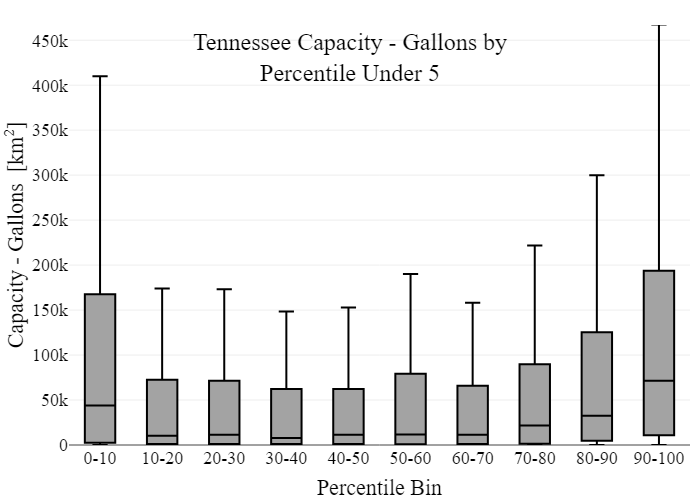 Tennessee Capacity - Gallons by
Percentile Under 5
Capacity - Gallons [km²]
450k
400k
350k
300k
250k
200k
150k
100k
50k
0
0-10 10-20 20-30 30-40 40-50 50-60 60-70 70-80 80-90 90-100
Percentile Bin